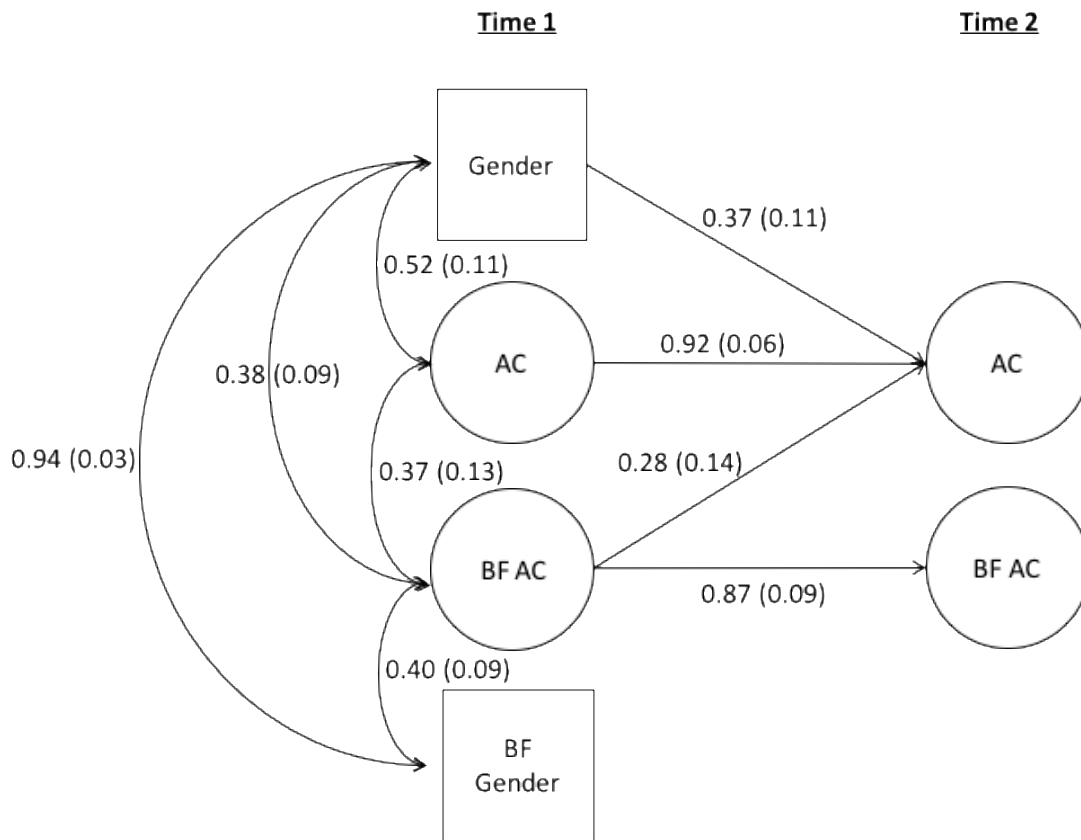 Time 1
Time 2
Gender
0.37 (0.11)
0.52 (0.11)
AC
0.92 (0.06)
AC
0.38 (0.09)
0.94 (0.03)
0.37 (0.13)
0.28 (0.14)
BF AC
BF AC
0.87 (0.09)
0.40 (0.09)
BF
Gender